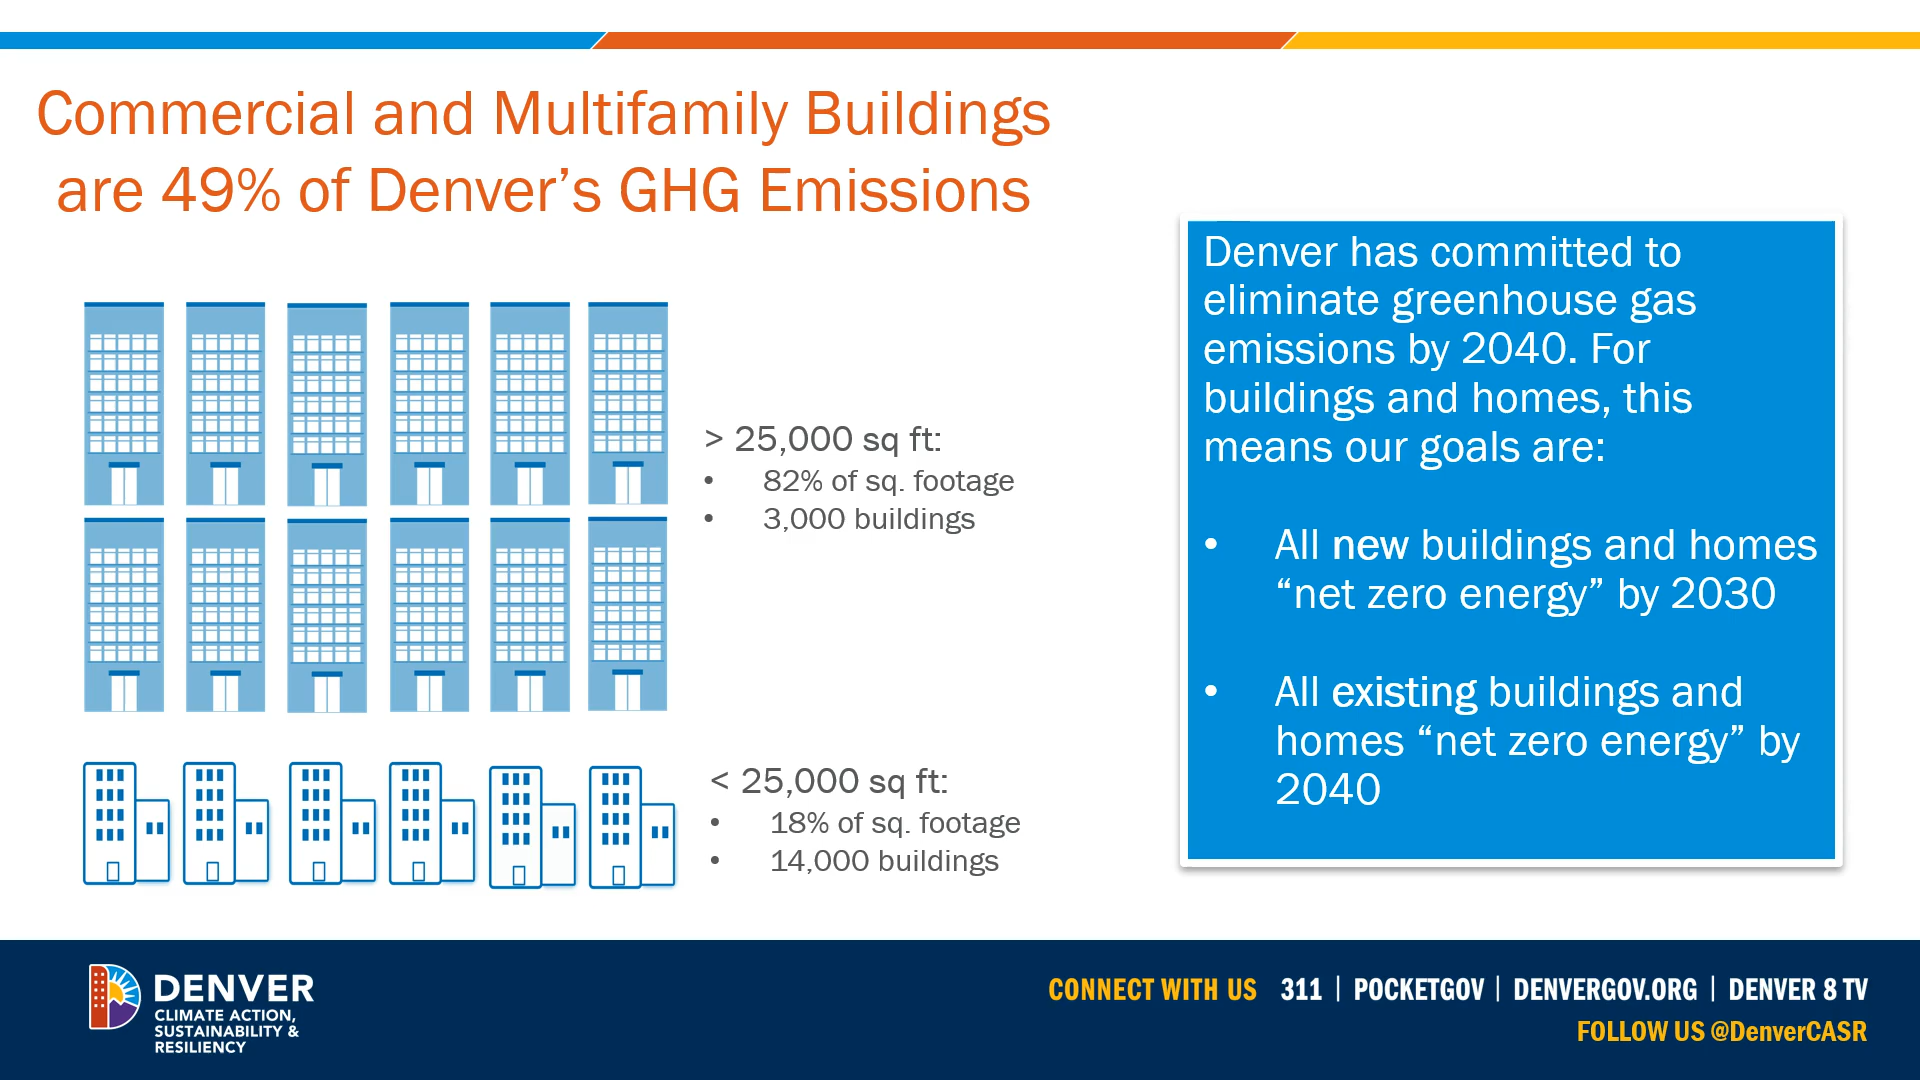 Commercial and Multifamily Buildings
are 49% of Denver’s GHG Emissions
> 25,000 sq ft:
• 82% of sq. footage
• 3,000 buildings
< 25,000 sq ft:
• 18% of sq. footage
• 14,000 buildings
Denver has committed to
eliminate greenhouse gas
emissions by 2040. For
buildings and homes, this
means our goals are:
• All new buildings and homes
“net zero energy” by 2030
• All existing buildings and
homes “net zero energy” by
2040
DENVER
CLIMATE ACTION,
SUSTAINABILITY &
RESILIENCY
CONNECT WITH US 311 | POCKETGOV | DENVERGOV.ORG | DENVER 8 TV
FOLLOW US @DenverCASR